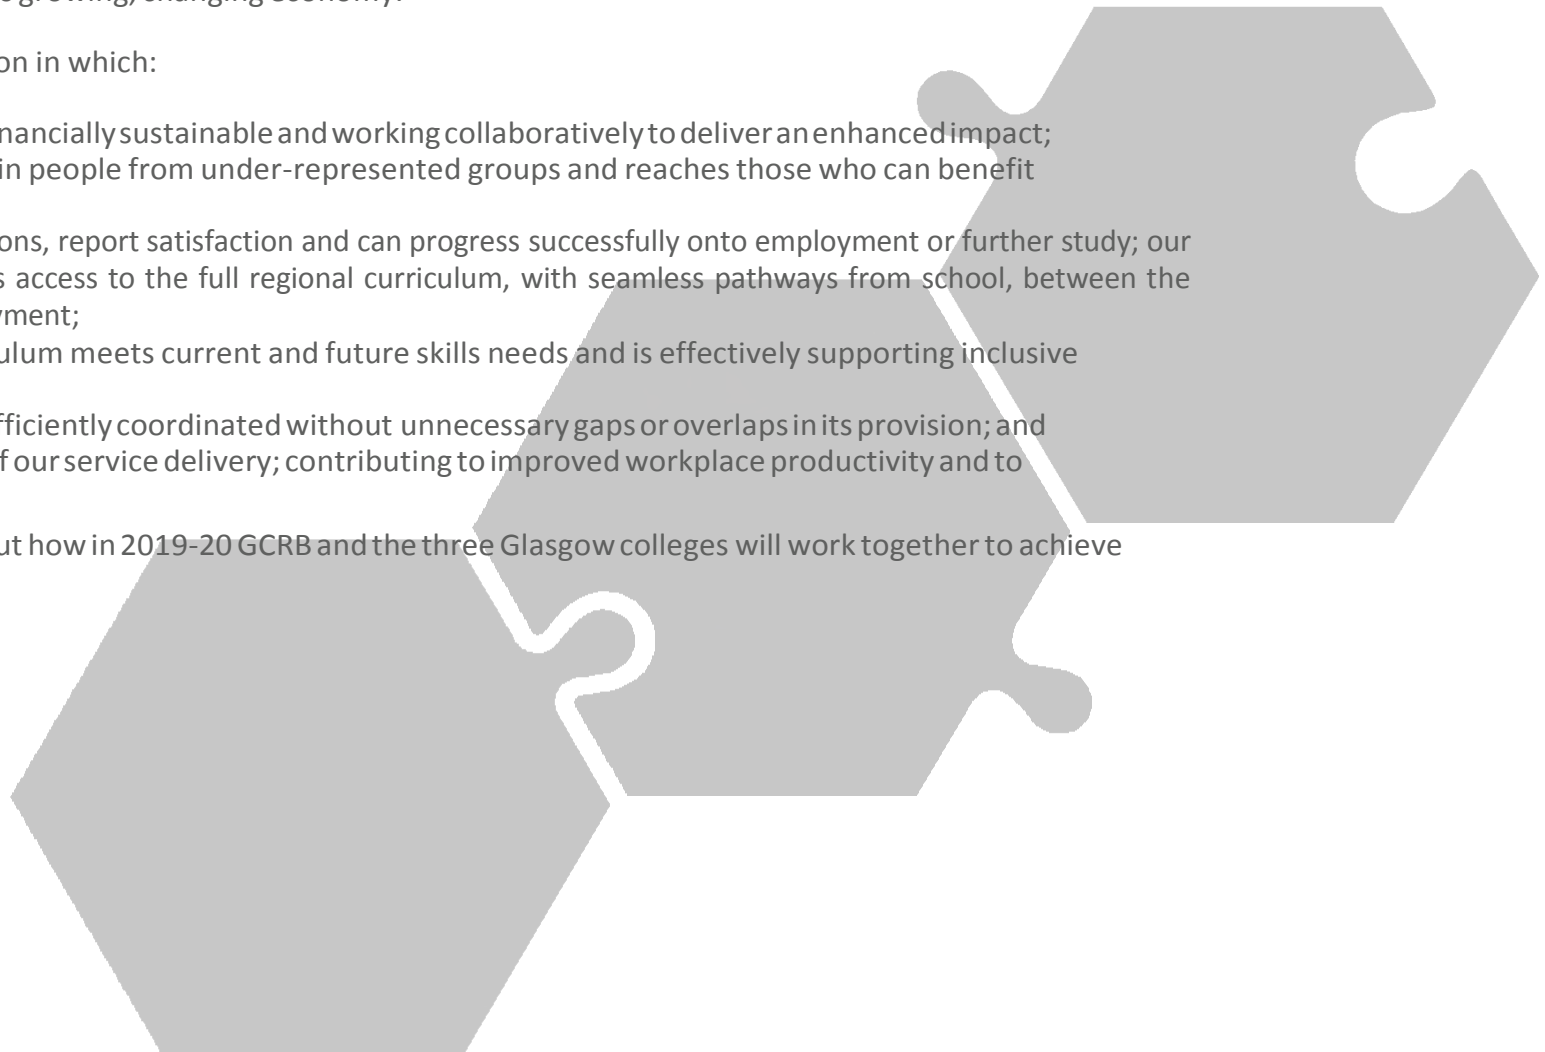 growing, changing economy.
on in which:
nancially sustainable and working collaboratively to deliver an enhanced impact;
in people from under-represented groups and reaches those who can benefit
ons, report satisfaction and can progress successfully onto employment or further study; our
s access to the full regional curriculum, with seamless pathways from school, between the
yment;
ulum meets current and future skills needs and is effectively supporting inclusive
fficiently coordinated without unnecessary gaps or overlaps in its provision; and
f our service delivery; contributing to improved workplace productivity and to
ut how in 2019-20 GCRB and the three Glasgow colleges will work together to achieve